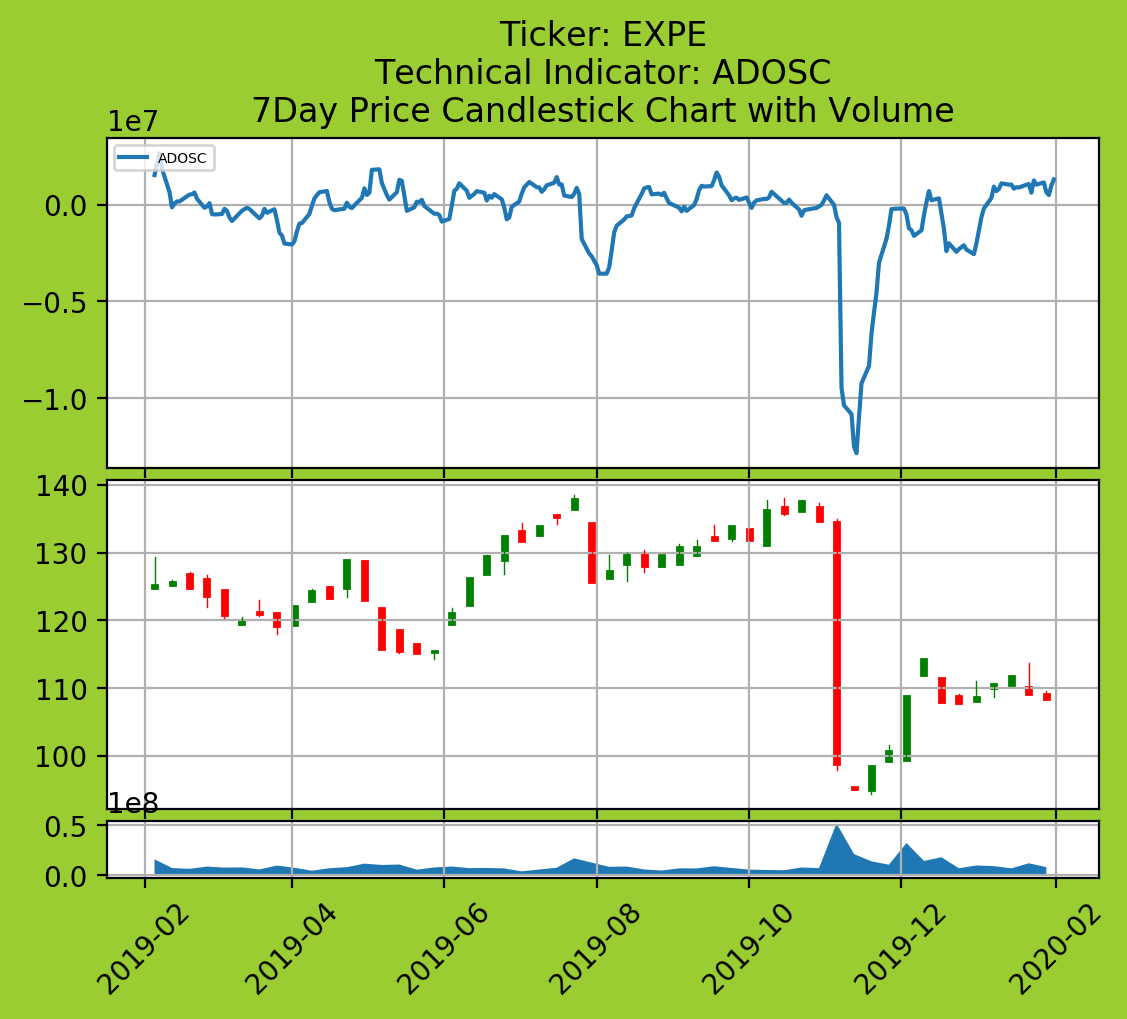 Ticker: EXPE
Technical Indicator: ADOSC
7Day Price Candlestick Chart with Volume
1e7
ADOSC
0.0
−0.5
−1.0
140
130
120
110
100
1e8
0.5
0.0
2019-02
2019-04
2019-06
2019-08
2019-10
2019-12
2020-02